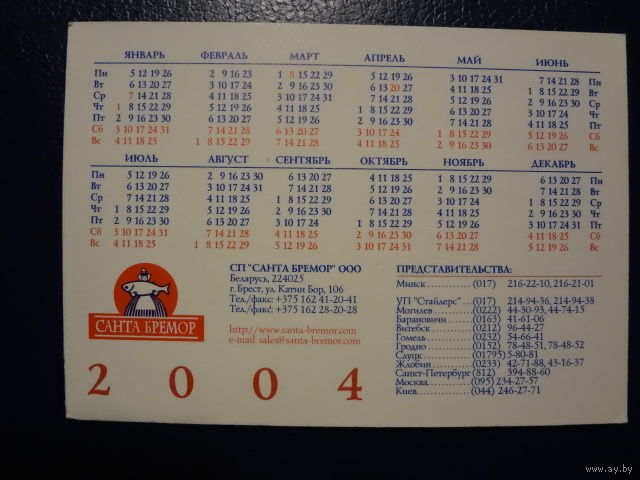 ЯНВАРЬ ФЕВРАЛЬ МАРТ АПРЕЛЬ МАЙ ИЮНЬ
Пн 5 12 19 26 2 9 16 23 1 8 15 22 29 5 12 19 26 3 10 17 24 31 7 14 21 28 Пн
Вт 6 13 20 27 3 10 17 24 2 9 16 23 30 6 13 20 27 4 11 18 25 1 8 15 22 29 Вт
Ср 7 14 21 28 4 11 18 25 3 10 17 24 31 7 14 21 28 5 12 19 26 2 9 16 23 30 Ср
Чт 1 8 15 22 29 5 12 19 26 4 11 18 25 1 8 15 22 29 6 13 20 27 3 10 17 24 Чт
Пт 2 9 16 23 30 6 13 20 27 5 12 19 26 2 9 16 23 30 7 14 21 28 4 11 18 25 Пт
Сб 3 10 17 24 31 7 14 21 28 6 13 20 27 3 10 17 24 1 8 15 22 29 5 12 19 26 Сб
Вс 4 11 18 25 1 8 15 22 29 7 14 21 28 4 11 18 25 2 9 16 23 30 6 13 20 27 Вс
ИЮЛЬ АВГУСТ СЕНТЯБРЬ ОКТЯБРЬ НОЯБРЬ ДЕКАБРЬ
Пн 5 12 19 26 2 9 16 23 30 6 13 20 27 4 11 18 25 1 8 15 22 29 6 13 20 27 Пн
Вт 6 13 20 27 3 10 17 24 31 7 14 21 28 5 12 19 26 2 9 16 23 30 7 14 21 28 Вт
Ср 7 14 21 28 4 11 18 25 1 8 15 22 29 6 13 20 27 3 10 17 24 1 8 15 22 29 Ср
Чт 1 8 15 22 29 5 12 19 26 2 9 16 23 30 7 14 21 28 4 11 18 25 2 9 16 23 30 Чт
Пт 2 9 16 23 30 6 13 20 27 3 10 17 24 1 8 15 22 29 5 12 19 26 3 10 17 24 31 Пт
Сб 3 10 17 24 31 7 14 21 28 4 11 18 25 2 9 16 23 30 6 13 20 27 4 11 18 25 Сб
Вс 4 11 18 25 1 8 15 22 29 5 12 19 26 3 10 17 24 31 7 14 21 28 5 12 19 26 Вс
САНТА БРЕМОР
СП "САНТА БРЕМОР" ООО
Беларусь, 224025
г. Брест, ул. Катин Бор, 106
Тел./факс: +375 162 41-20-41
Тел./факс: +375 162 28-20-28
http://www.santa-bremor.com
e-mail: sales@santa-bremor.com
ПРЕДСТАВИТЕЛЬСТВА:
Минск (017) 216-22-10, 216-21-01
УП "Стайлерс" (017) 214-94-36, 214-94-38
Могилев (0222) 44-30-93, 44-74-15
Барановичи (0163) 41-61-06
Витебск (0212) 96-44-27
Гомель (0232) 54-66-41
Гродно (0152) 78-48-51, 78-48-52
Слуцк (01795) 5-80-81
Жлобин (0233) 42-71-88, 43-16-37
Санкт-Петербург (812) 394-88-60
Москва (095) 234-27-57
Киев (044) 246-27-71
2004
www.ay.by